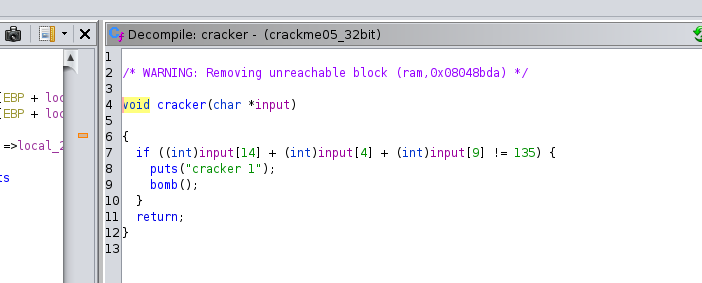 Decompile: cracker - (crackme05_32bit)
[EBP + loc
[EBP + loc
=>local_2
ts
1
2 /* WARNING: Removing unreachable block (ram,0x08048bda) */
3
4 void cracker(char *input)
5
6 {
7 if ((int)input[14] + (int)input[4] + (int)input[9] != 135) {
8 puts("cracker 1");
9 bomb();
10 }
11 return;
12 }
13